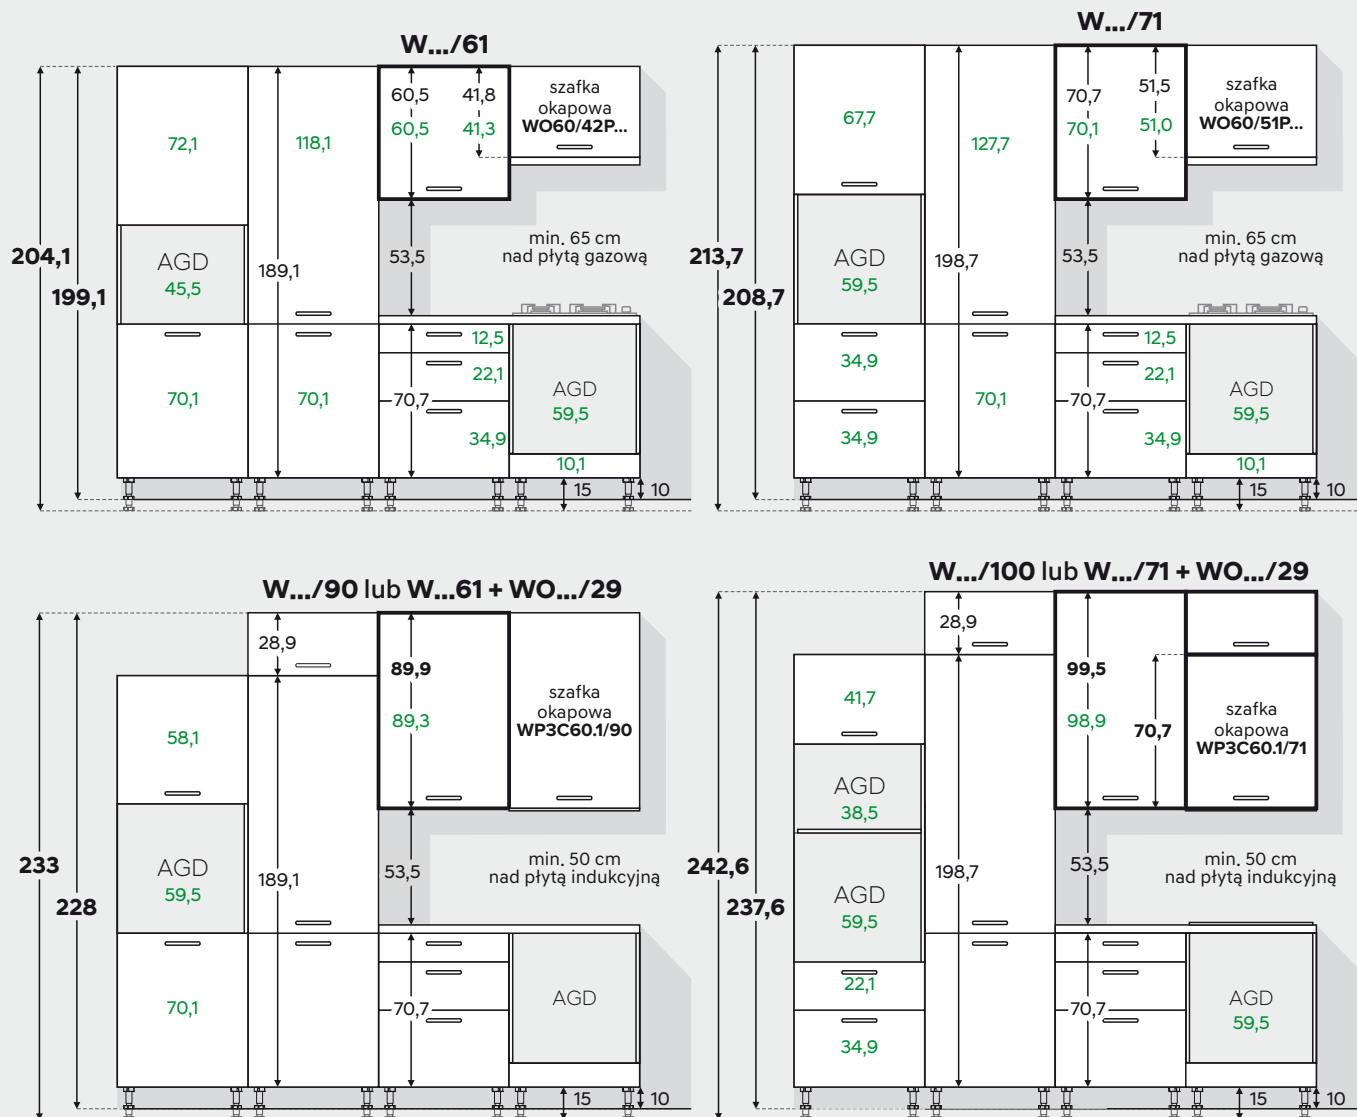 W.../61
204,1
199,1
72,1
AGD
45,5
70,1
118,1
189,1
70,1
60,5
60,5
41,8
41,3
szafka
okapowa
WO60/42P...
53,5
min. 65 cm
nad płytą gazową
12,5
22,1
70,7
34,9
AGD
59,5
10,1
15
10
W.../71
213,7
208,7
67,7
AGD
59,5
34,9
34,9
127,7
198,7
70,1
70,7
70,1
51,5
51,0
szafka
okapowa
WO60/51P...
53,5
min. 65 cm
nad płytą gazową
12,5
22,1
70,7
34,9
AGD
59,5
10,1
15
10
W.../90 lub W...61 + WO.../29
233
228
58,1
AGD
59,5
70,1
28,9
189,1
89,9
89,3
szafka
okapowa
WP3C60.1/90
53,5
min. 50 cm
nad płytą indukcyjną
70,7
AGD
15
10
W.../100 lub W.../71 + WO.../29
242,6
237,6
41,7
AGD
38,5
AGD
59,5
22,1
34,9
28,9
198,7
99,5
98,9
70,7
szafka
okapowa
WP3C60.1/71
53,5
min. 50 cm
nad płytą indukcyjną
70,7
AGD
59,5
15
10